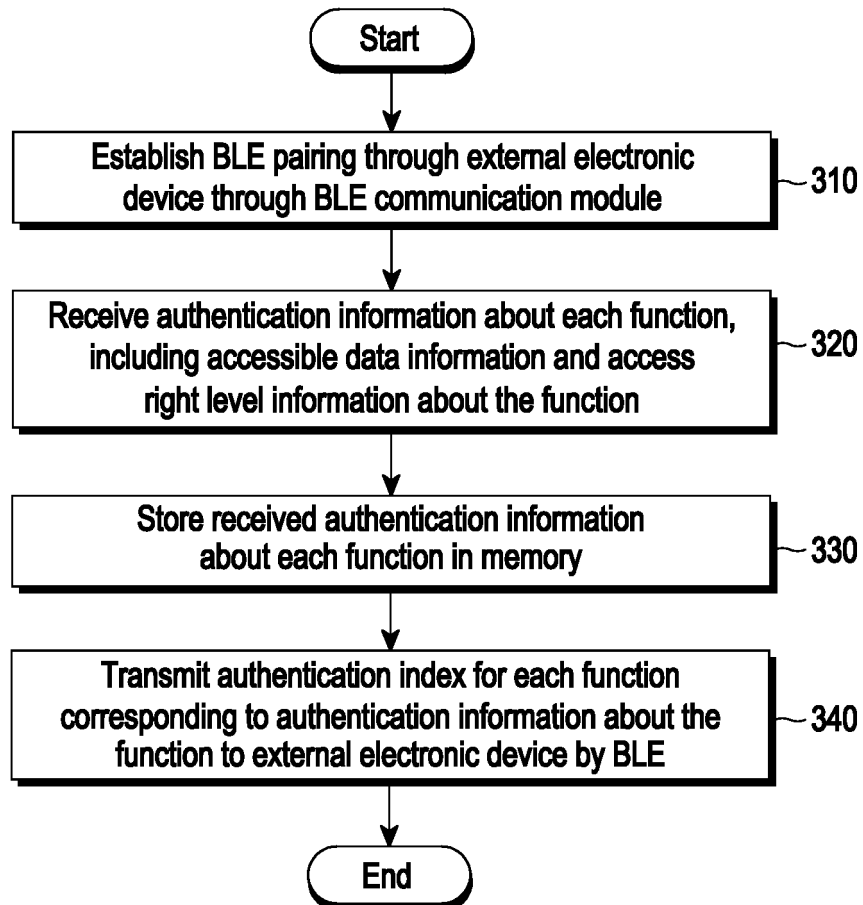 Start
Establish BLE pairing through external electronic
device through BLE communication module
310
Receive authentication information about each function,
including accessible data information and access
right level information about the function
320
Store received authentication information
about each function in memory
330
Transmit authentication index for each function
corresponding to authentication information about the
function to external electronic device by BLE
340
End